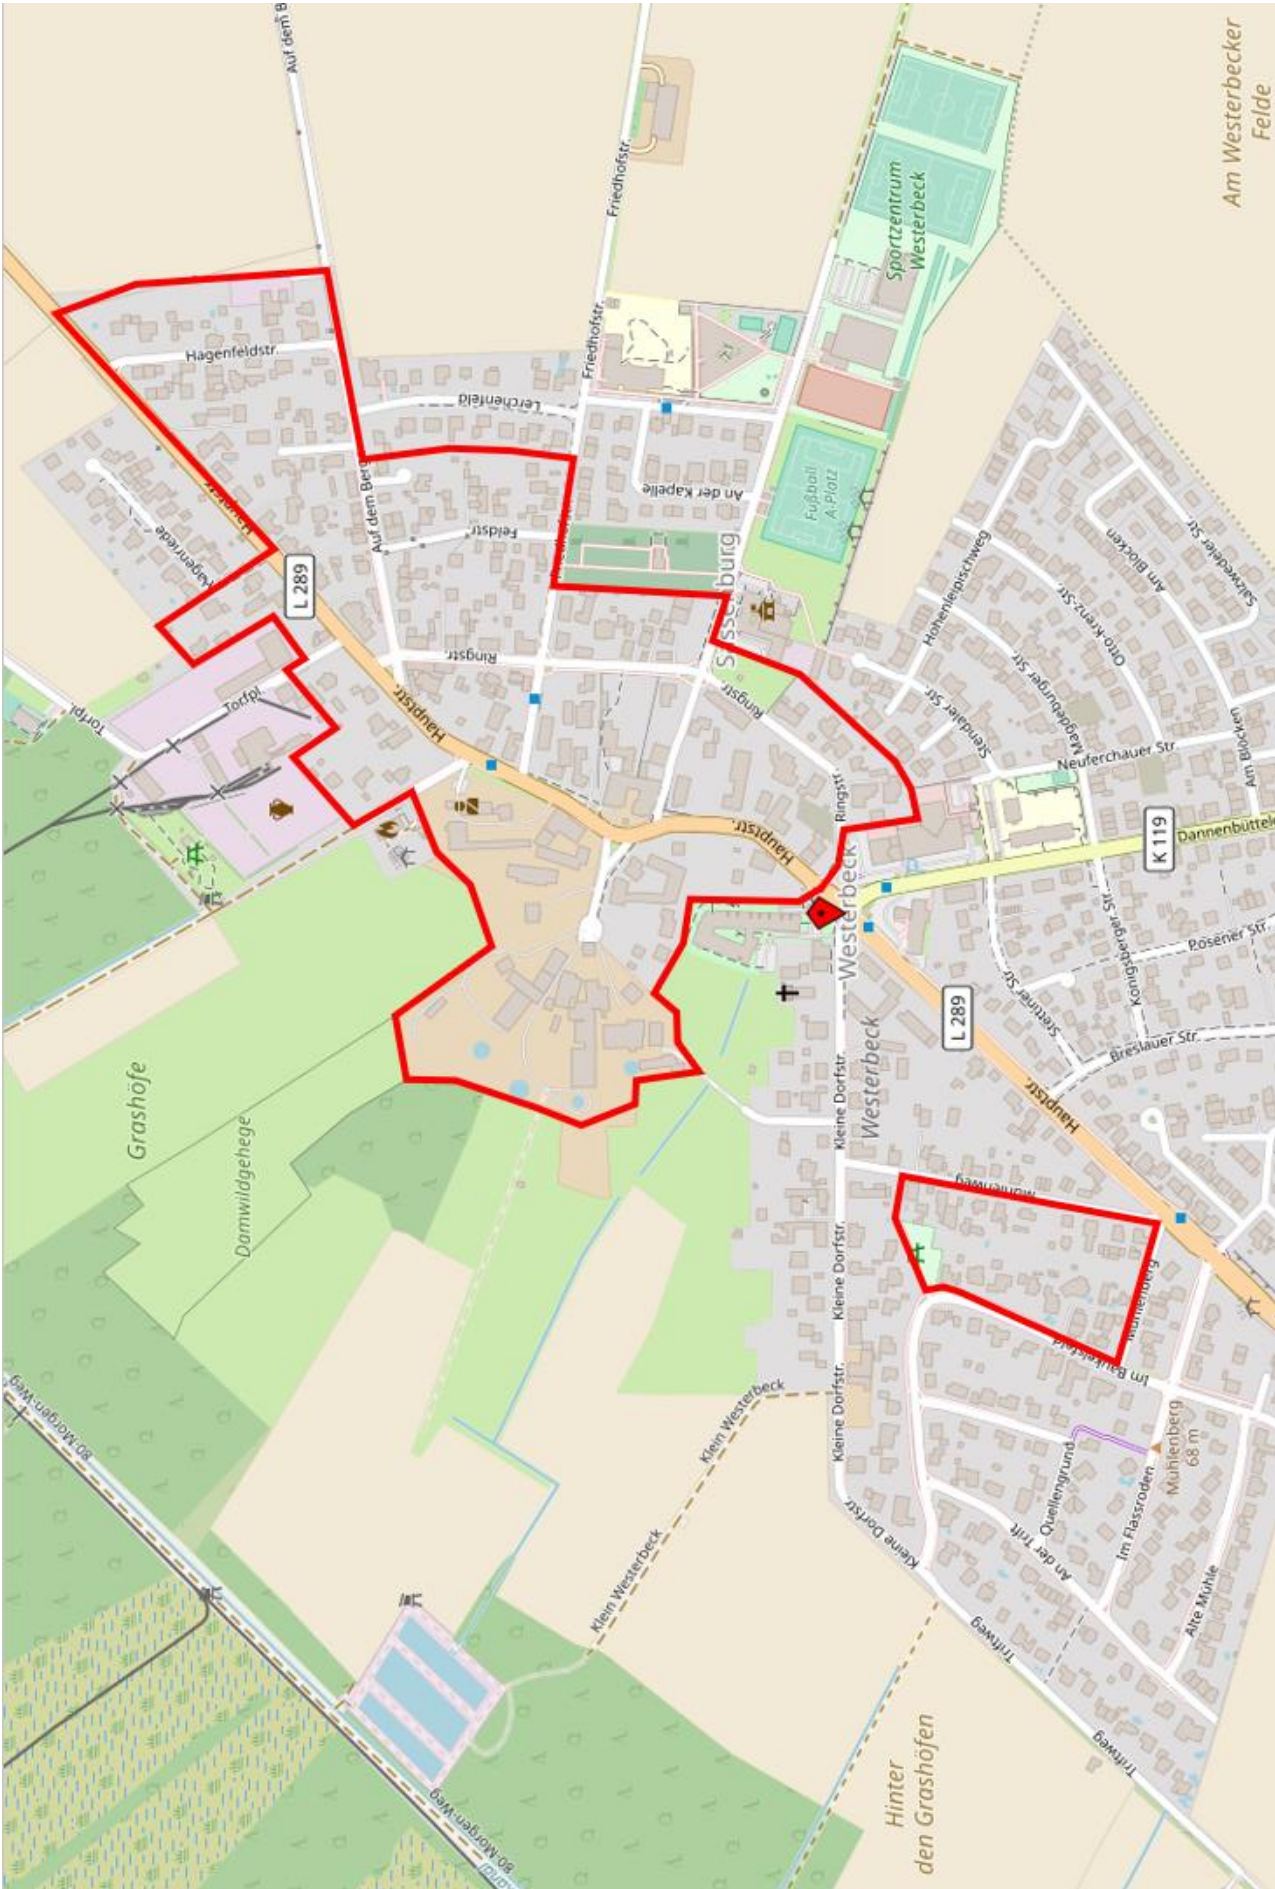 Auf dem B
Am Westerbecker
Felde
Friedhofstr.
Sportzentrum
Westerbeck
Friedhofstr.
Hagenfeldstr.
Lerchenfeld
Hauptstr.
Hagenriede
Auf dem Berg
Feldstr.
An der Kapelle
Fußball
A-Platz
L 289
Ringstr.
Torfpl.
Torfpl.
Hauptstr.
Ringstr.
Hohenleipischweg
Am Blöcken
Salzwedeler Str.
Otto-Krenz-Str.
Magdeburger Str.
Stendaler Str.
Neuferchauer Str.
Am Blöcken
Ringstr.
Hauptstr.
K 119
Dannenbüttele
Westerbeck
Königsberger Str.
Posener Str.
Stettiner Str.
L 289
Breslauer Str.
Westerbeck
Kleine Dorfstr.
Hauptstr.
Grashöfe
Damwildgehege
Mühlenweg
Kleine Dorfstr.
Mühlenberg
Im Baukelsfeld
Kleine Dorfstr.
Klein Westerbeck
80-Morgen-Weg
Mühlenberg
68 m
Quellengrund
Im Flassroden
Kleine Dorfstr.
An der Trift
Klein Westerbeck
Alte Mühle
Triftweg
Triftweg
Hinter
den Grashöfen
80-Morgen-Weg